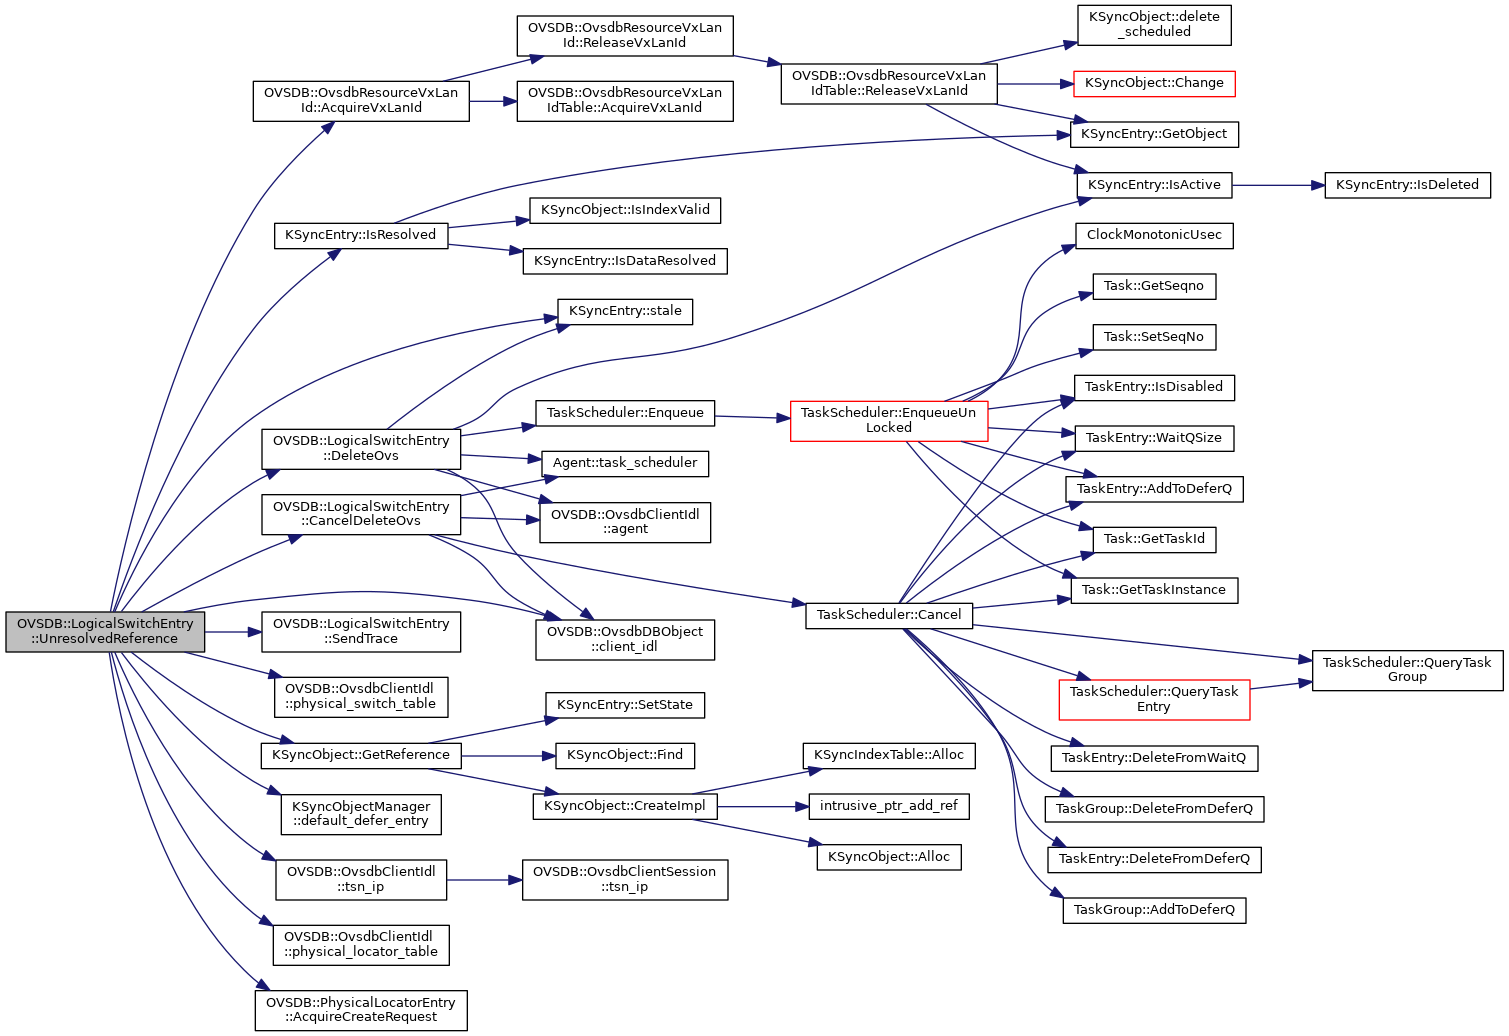 OVSDB::LogicalSwitchEntry
::UnresolvedReference
OVSDB::OvsdbResourceVxLan
Id::AcquireVxLanId
KSyncEntry::IsResolved
OVSDB::LogicalSwitchEntry
::DeleteOvs
OVSDB::LogicalSwitchEntry
::CancelDeleteOvs
OVSDB::LogicalSwitchEntry
::SendTrace
OVSDB::OvsdbClientIdl
::physical_switch_table
KSyncObject::GetReference
KSyncObjectManager
::default_defer_entry
OVSDB::OvsdbClientIdl
::tsn_ip
OVSDB::OvsdbClientIdl
::physical_locator_table
OVSDB::PhysicalLocatorEntry
::AcquireCreateRequest
OVSDB::OvsdbResourceVxLan
Id::ReleaseVxLanId
OVSDB::OvsdbResourceVxLan
IdTable::AcquireVxLanId
KSyncObject::IsIndexValid
KSyncEntry::IsDataResolved
KSyncEntry::stale
TaskScheduler::Enqueue
Agent::task_scheduler
OVSDB::OvsdbClientIdl
::agent
OVSDB::OvsdbDBObject
::client_idl
KSyncEntry::SetState
KSyncObject::Find
KSyncObject::CreateImpl
OVSDB::OvsdbClientSession
::tsn_ip
OVSDB::OvsdbResourceVxLan
IdTable::ReleaseVxLanId
TaskScheduler::EnqueueUn
Locked
TaskScheduler::Cancel
KSyncIndexTable::Alloc
intrusive_ptr_add_ref
KSyncObject::Alloc
KSyncObject::delete
_scheduled
KSyncObject::Change
KSyncEntry::GetObject
KSyncEntry::IsActive
ClockMonotonicUsec
Task::GetSeqno
Task::SetSeqNo
TaskEntry::IsDisabled
TaskEntry::WaitQSize
TaskEntry::AddToDeferQ
Task::GetTaskId
Task::GetTaskInstance
TaskScheduler::QueryTask
Entry
TaskEntry::DeleteFromWaitQ
TaskGroup::DeleteFromDeferQ
TaskEntry::DeleteFromDeferQ
TaskGroup::AddToDeferQ
KSyncEntry::IsDeleted
TaskScheduler::QueryTask
Group